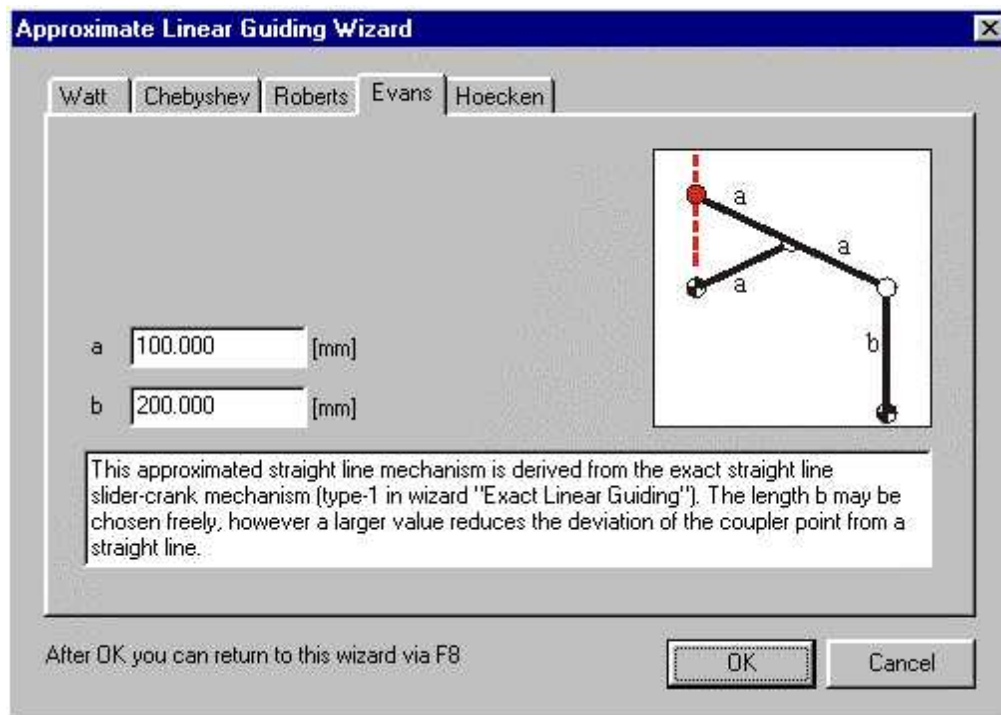 Approximate Linear Guiding Wizard
Watt Chebyshev Roberts Evans Hoecken
a
a
a
b
a 100.000 [mm]
b 200.000 [mm]
This approximated straight line mechanism is derived from the exact straight line
slider-crank mechanism (type-1 in wizard "Exact Linear Guiding"). The length b may be
chosen freely, however a larger value reduces the deviation of the coupler point from a
straight line.
After OK you can return to this wizard via F8
OK Cancel